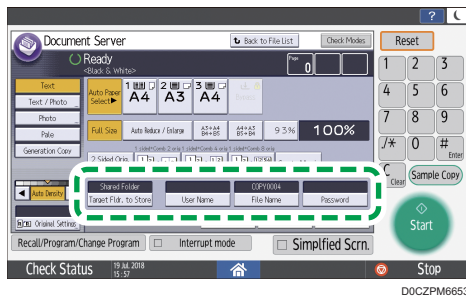 ?
Document Server
Back to File List
Check Modes
Reset
Ready
<Black & White>
Page
0
Text
Text / Photo
Photo
Pale
Generation Copy
Auto Paper
Select▶
1
A4
2
A3
3
A4
Full Size
Auto Reduce / Enlarge
93%
100%
2 Sided Orig.
Auto Density
Shared Folder
COPY0004
Target Fldr. to Store
User Name
File Name
Password
Original Settings
1
2
3
4
5
6
7
8
9
./*
0
#
Enter
C
Clear
Sample Copy
Start
Recall/Program/Change Program
Interrupt mode
Simplfied Scrn.
Check Status
19 Jul. 2018
15:57
Stop
D0CZPM6653